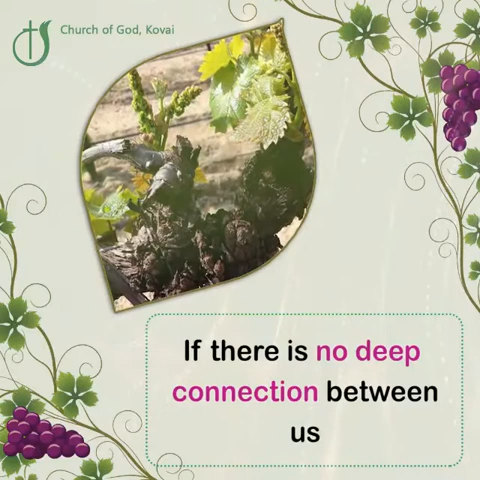 Church of God, Kovai
If there is no deep
connection between
us